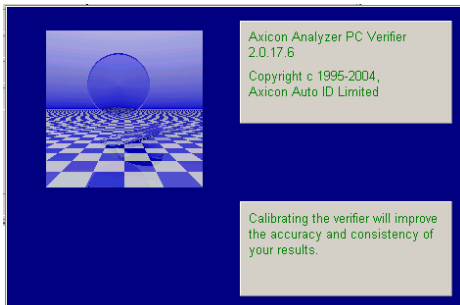 Axicon Analyzer PC Verifier
2.0.17.6
Copyright c 1995-2004,
Axicon Auto ID Limited
Calibrating the verifier will improve
the accuracy and consistency of
your results.